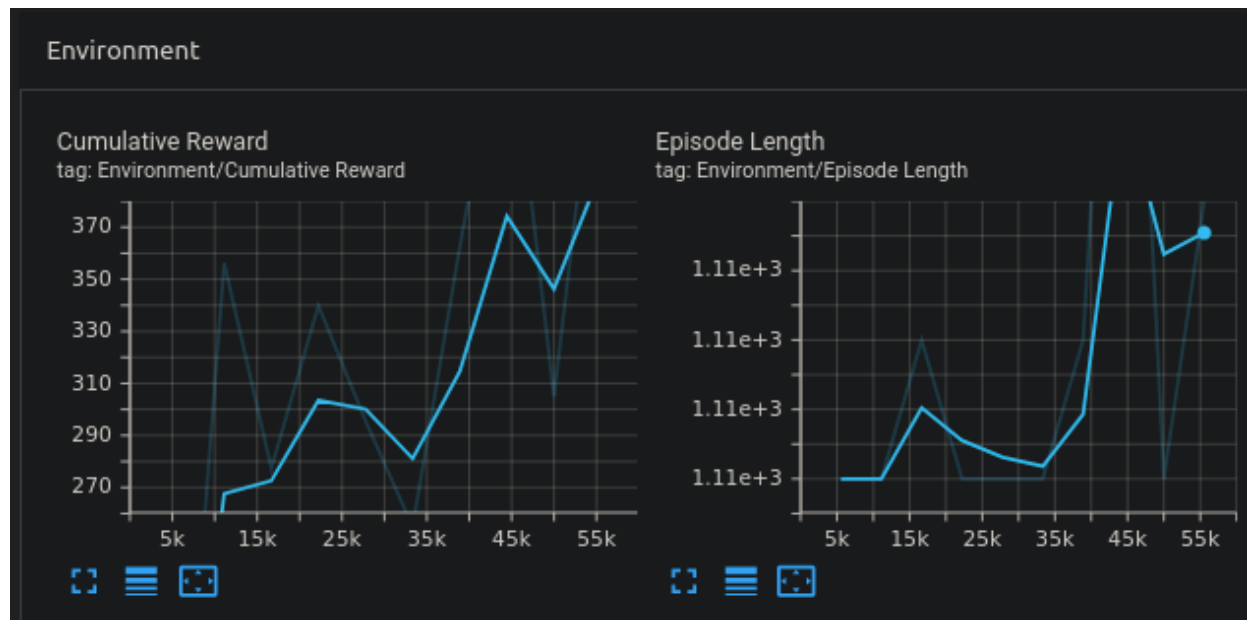 Environment
Cumulative Reward
tag: Environment/Cumulative Reward
370
350
330
310
290
270
5k 15k 25k 35k 45k 55k
Episode Length
tag: Environment/Episode Length
1.11e+3
1.11e+3
1.11e+3
1.11e+3
5k 15k 25k 35k 45k 55k